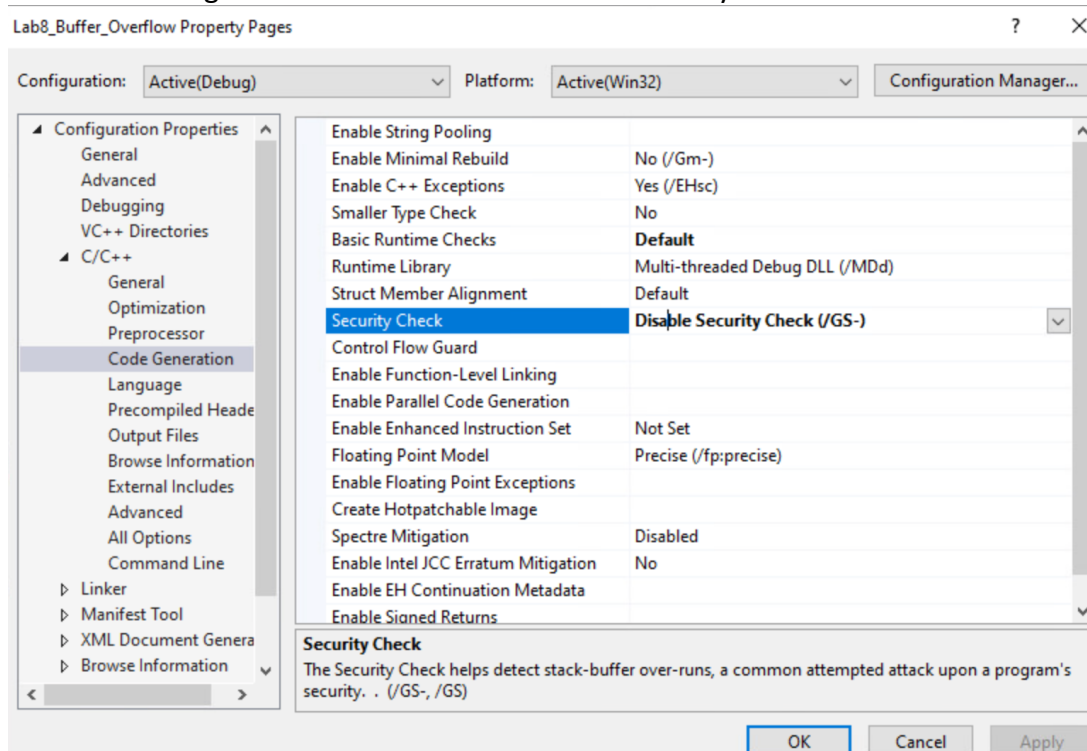 Lab8_Buffer_Overflow Property Pages ? ×
Configuration: Active(Debug) Platform: Active(Win32) Configuration Manager...
Configuration Properties
General
Advanced
Debugging
VC++ Directories
C/C++
General
Optimization
Preprocessor
Code Generation
Language
Precompiled Heade
Output Files
Browse Information
External Includes
Advanced
All Options
Command Line
Linker
Manifest Tool
XML Document Genera
Browse Information
Enable String Pooling
Enable Minimal Rebuild No (/Gm-)
Enable C++ Exceptions Yes (/EHsc)
Smaller Type Check No
Basic Runtime Checks Default
Runtime Library Multi-threaded Debug DLL (/MDd)
Struct Member Alignment Default
Security Check Disable Security Check (/GS-)
Control Flow Guard
Enable Function-Level Linking
Enable Parallel Code Generation
Enable Enhanced Instruction Set Not Set
Floating Point Model Precise (/fp:precise)
Enable Floating Point Exceptions
Create Hotpatchable Image
Spectre Mitigation Disabled
Enable Intel JCC Erratum Mitigation No
Enable EH Continuation Metadata
Enable Signed Returns
Security Check
The Security Check helps detect stack-buffer over-runs, a common attempted attack upon a program's
security. . (/GS-, /GS)
OK Cancel Apply